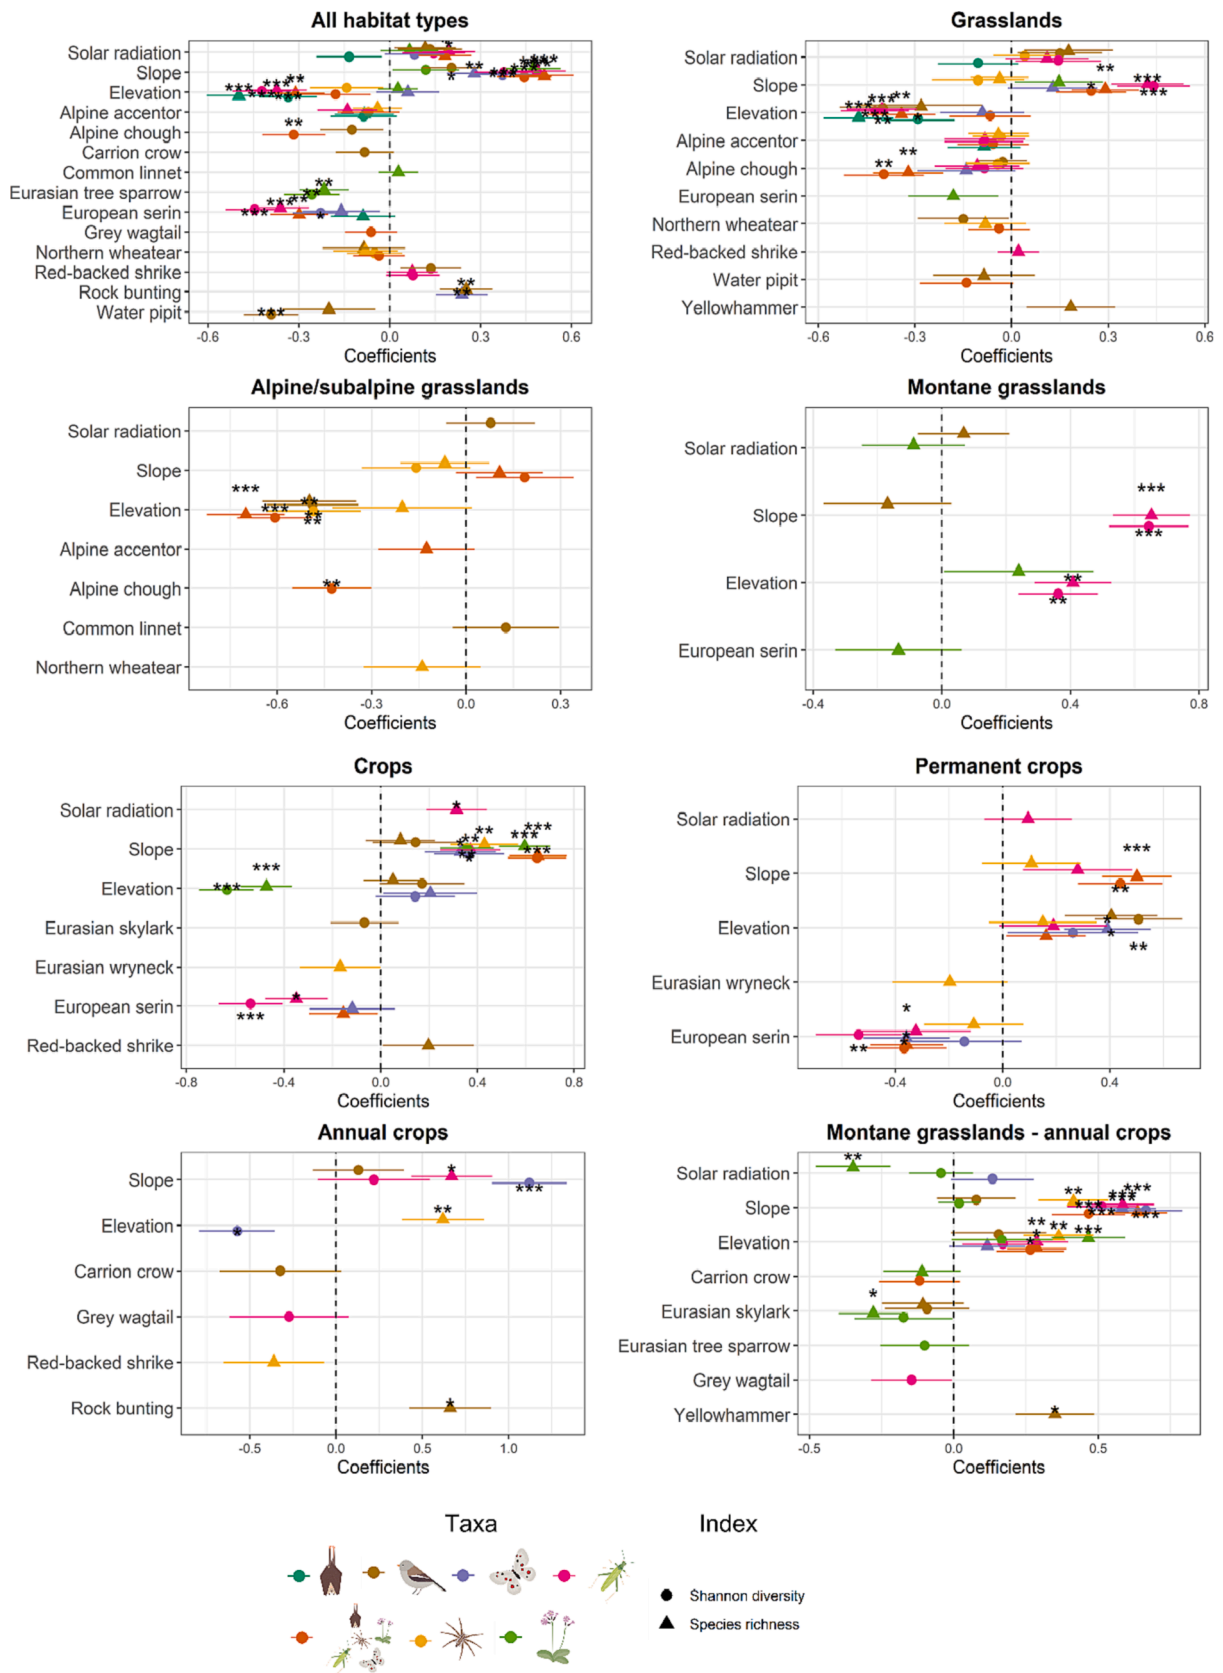 All habitat types
Solar radiation
Slope
Elevation
Alpine accentor
Alpine chough
Carrion crow
Common linnet
Eurasian tree sparrow
European serin
Grey wagtail
Northern wheatear
Red-backed shrike
Rock bunting
Water pipit
-0.6 -0.3 0.0 0.3 0.6
Coefficients
Grasslands
Solar radiation
Slope
Elevation
Alpine accentor
Alpine chough
European serin
Northern wheatear
Red-backed shrike
Water pipit
Yellowhammer
-0.6 -0.3 0.0 0.3 0.6
Coefficients
Alpine/subalpine grasslands
Solar radiation
Slope
Elevation
Alpine accentor
Alpine chough
Common linnet
Northern wheatear
-0.6 -0.3 0.0 0.3
Coefficients
Montane grasslands
Solar radiation
Slope
Elevation
European serin
-0.4 0.0 0.4 0.8
Coefficients
Crops
Solar radiation
Slope
Elevation
Eurasian skylark
Eurasian wryneck
European serin
Red-backed shrike
-0.8 -0.4 0.0 0.4 0.8
Coefficients
Permanent crops
Solar radiation
Slope
Elevation
Eurasian wryneck
European serin
-0.4 0.0 0.4
Coefficients
Annual crops
Slope
Elevation
Carrion crow
Grey wagtail
Red-backed shrike
Rock bunting
-0.5 0.0 0.5 1.0
Coefficients
Montane grasslands - annual crops
Solar radiation
Slope
Elevation
Carrion crow
Eurasian skylark
Eurasian tree sparrow
Grey wagtail
Yellowhammer
-0.5 0.0 0.5
Coefficients
Taxa
Index
Shannon diversity
Species richness